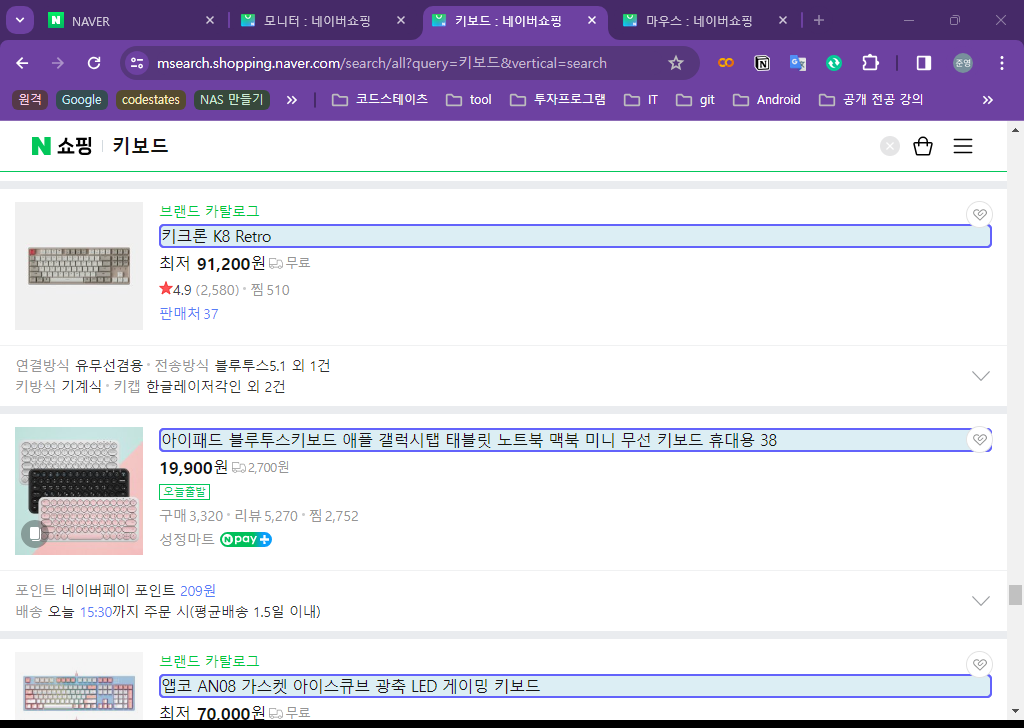 NAVER
모니터 : 네이버쇼핑
키보드 : 네이버쇼핑
마우스 : 네이버쇼핑
msearch.shopping.naver.com/search/all?query=키보드&vertical=search
준영
원격
Google
codestates
NAS 만들기
코드스테이츠
tool
투자프로그램
IT
git
Android
공개 전공 강의
N 쇼핑
키보드
브랜드 카탈로그
키크론 K8 Retro
최저 91,200원 무료
4.9 (2,580) · 찜 510
판매처 37
연결방식 유무선겸용 · 전송방식 블루투스5.1 외 1건
키방식 기계식 · 키캡 한글레이저각인 외 2건
아이패드 블루투스키보드 애플 갤럭시탭 태블릿 노트북 맥북 미니 무선 키보드 휴대용 38
19,900원 2,700원
오늘출발
구매 3,320 · 리뷰 5,270 · 찜 2,752
성정마트 N pay +
포인트 네이버페이 포인트 209원
배송 오늘 15:30까지 주문 시(평균배송 1.5일 이내)
브랜드 카탈로그
앱코 AN08 가스켓 아이스큐브 광축 LED 게이밍 키보드
최저 70,000원 무료